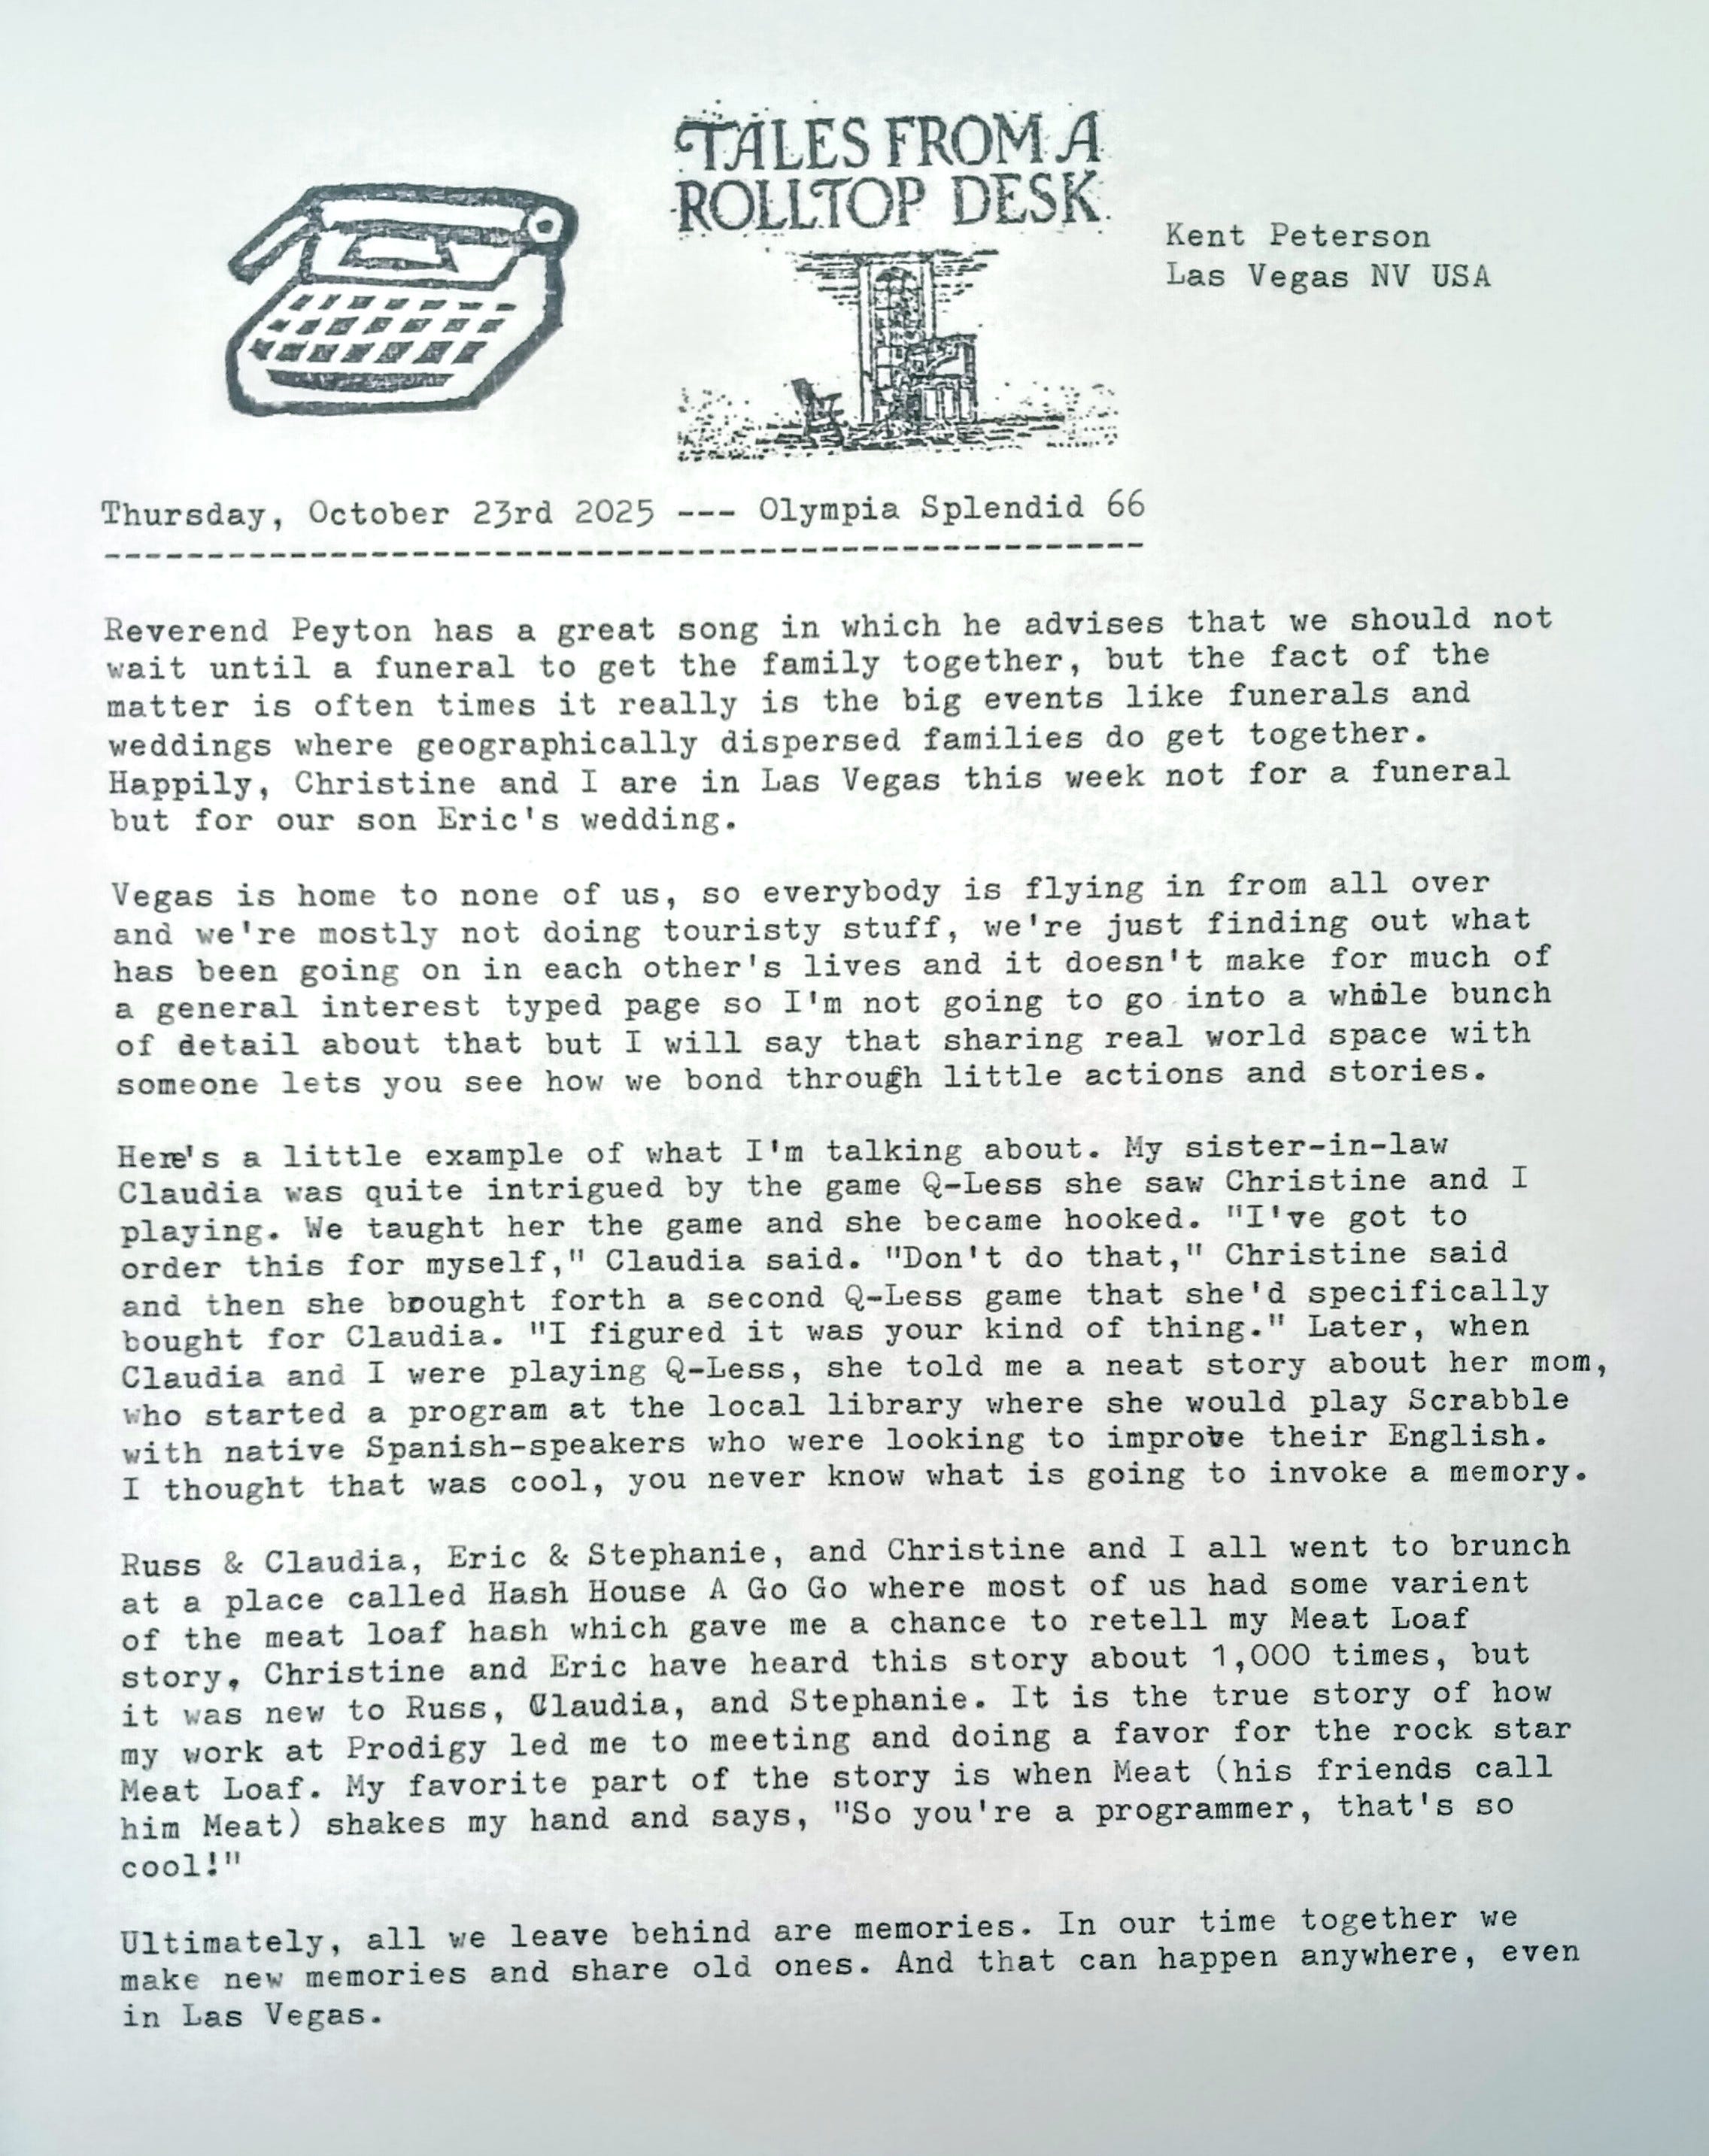 TALES FROM A
ROLLTOP DESK
Kent Peterson
Las Vegas NV USA
Thursday, October 23rd 2025 --- Olympia Splendid 66
---------------------------------------------------
Reverend Peyton has a great song in which he advises that we should not
wait until a funeral to get the family together, but the fact of the
matter is often times it really is the big events like funerals and
weddings where geographically dispersed families do get together.
Happily, Christine and I are in Las Vegas this week not for a funeral
but for our son Eric's wedding.
Vegas is home to none of us, so everybody is flying in from all over
and we're mostly not doing touristy stuff, we're just finding out what
has been going on in each other's lives and it doesn't make for much of
a general interest typed page so I'm not going to go into a whole bunch
of detail about that but I will say that sharing real world space with
someone lets you see how we bond through little actions and stories.
Here's a little example of what I'm talking about. My sister-in-law
Claudia was quite intrigued by the game Q-Less she saw Christine and I
playing. We taught her the game and she became hooked. "I've got to
order this for myself," Claudia said. "Don't do that," Christine said
and then she brought forth a second Q-Less game that she'd specifically
bought for Claudia. "I figured it was your kind of thing." Later, when
Claudia and I were playing Q-Less, she told me a neat story about her mom,
who started a program at the local library where she would play Scrabble
with native Spanish-speakers who were looking to improve their English.
I thought that was cool, you never know what is going to invoke a memory.
Russ & Claudia, Eric & Stephanie, and Christine and I all went to brunch
at a place called Hash House A Go Go where most of us had some varient
of the meat loaf hash which gave me a chance to retell my Meat Loaf
story, Christine and Eric have heard this story about 1,000 times, but
it was new to Russ, Claudia, and Stephanie. It is the true story of how
my work at Prodigy led me to meeting and doing a favor for the rock star
Meat Loaf. My favorite part of the story is when Meat (his friends call
him Meat) shakes my hand and says, "So you're a programmer, that's so
cool!"
Ultimately, all we leave behind are memories. In our time together we
make new memories and share old ones. And that can happen anywhere, even
in Las Vegas.